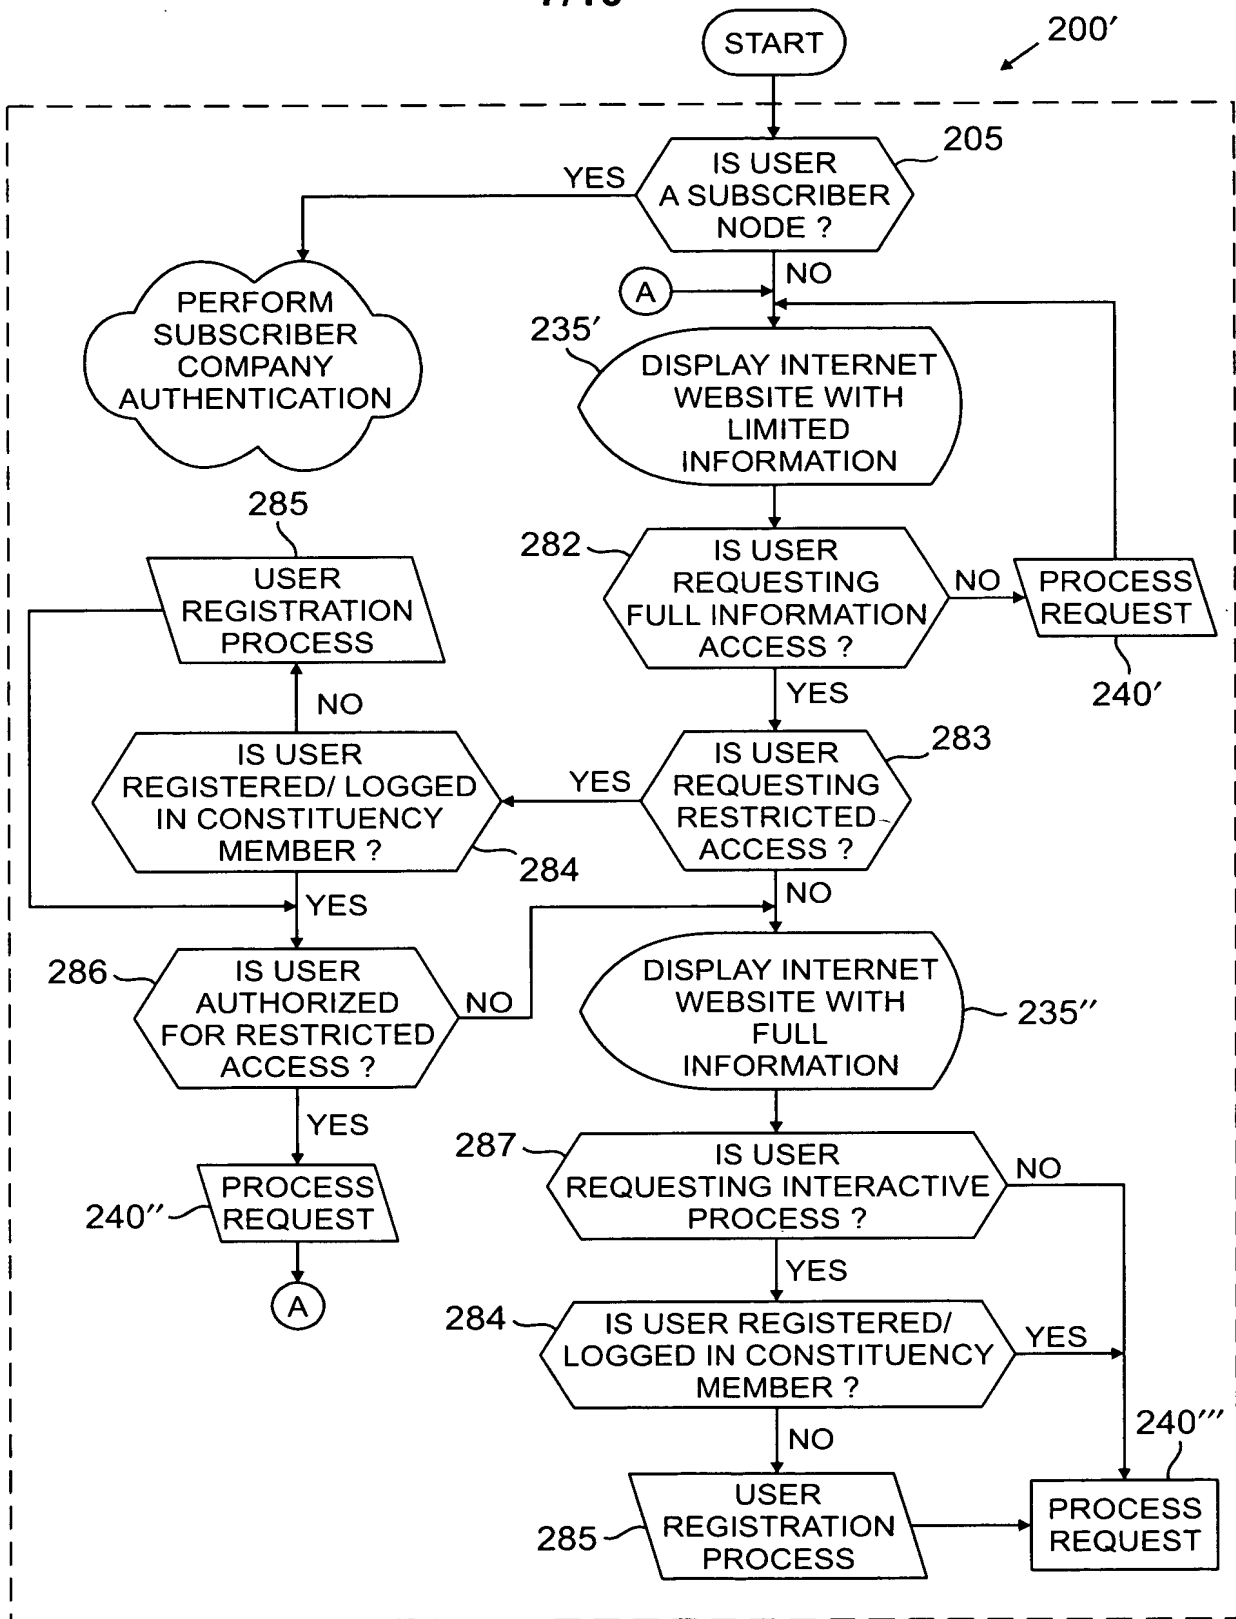 START
200′
IS USER
A SUBSCRIBER
NODE ?
205
YES
NO
A
PERFORM
SUBSCRIBER
COMPANY
AUTHENTICATION
235′
DISPLAY INTERNET
WEBSITE WITH
LIMITED
INFORMATION
285
USER
REGISTRATION
PROCESS
282
IS USER
REQUESTING
FULL INFORMATION
ACCESS ?
NO
PROCESS
REQUEST
240′
YES
NO
IS USER
REGISTERED/ LOGGED
IN CONSTITUENCY
MEMBER ?
284
YES
IS USER
REQUESTING
RESTRICTED
ACCESS ?
283
YES
NO
286
IS USER
AUTHORIZED
FOR RESTRICTED
ACCESS ?
NO
DISPLAY INTERNET
WEBSITE WITH
FULL
INFORMATION
235″
YES
240″
PROCESS
REQUEST
A
287
IS USER
REQUESTING INTERACTIVE
PROCESS ?
NO
YES
284
IS USER REGISTERED/
LOGGED IN CONSTITUENCY
MEMBER ?
YES
NO
240‴
285
USER
REGISTRATION
PROCESS
PROCESS
REQUEST